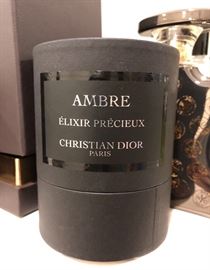 AMBRE
ÉLIXIR PRÉCIEUX
CHRISTIAN DIOR
PARIS